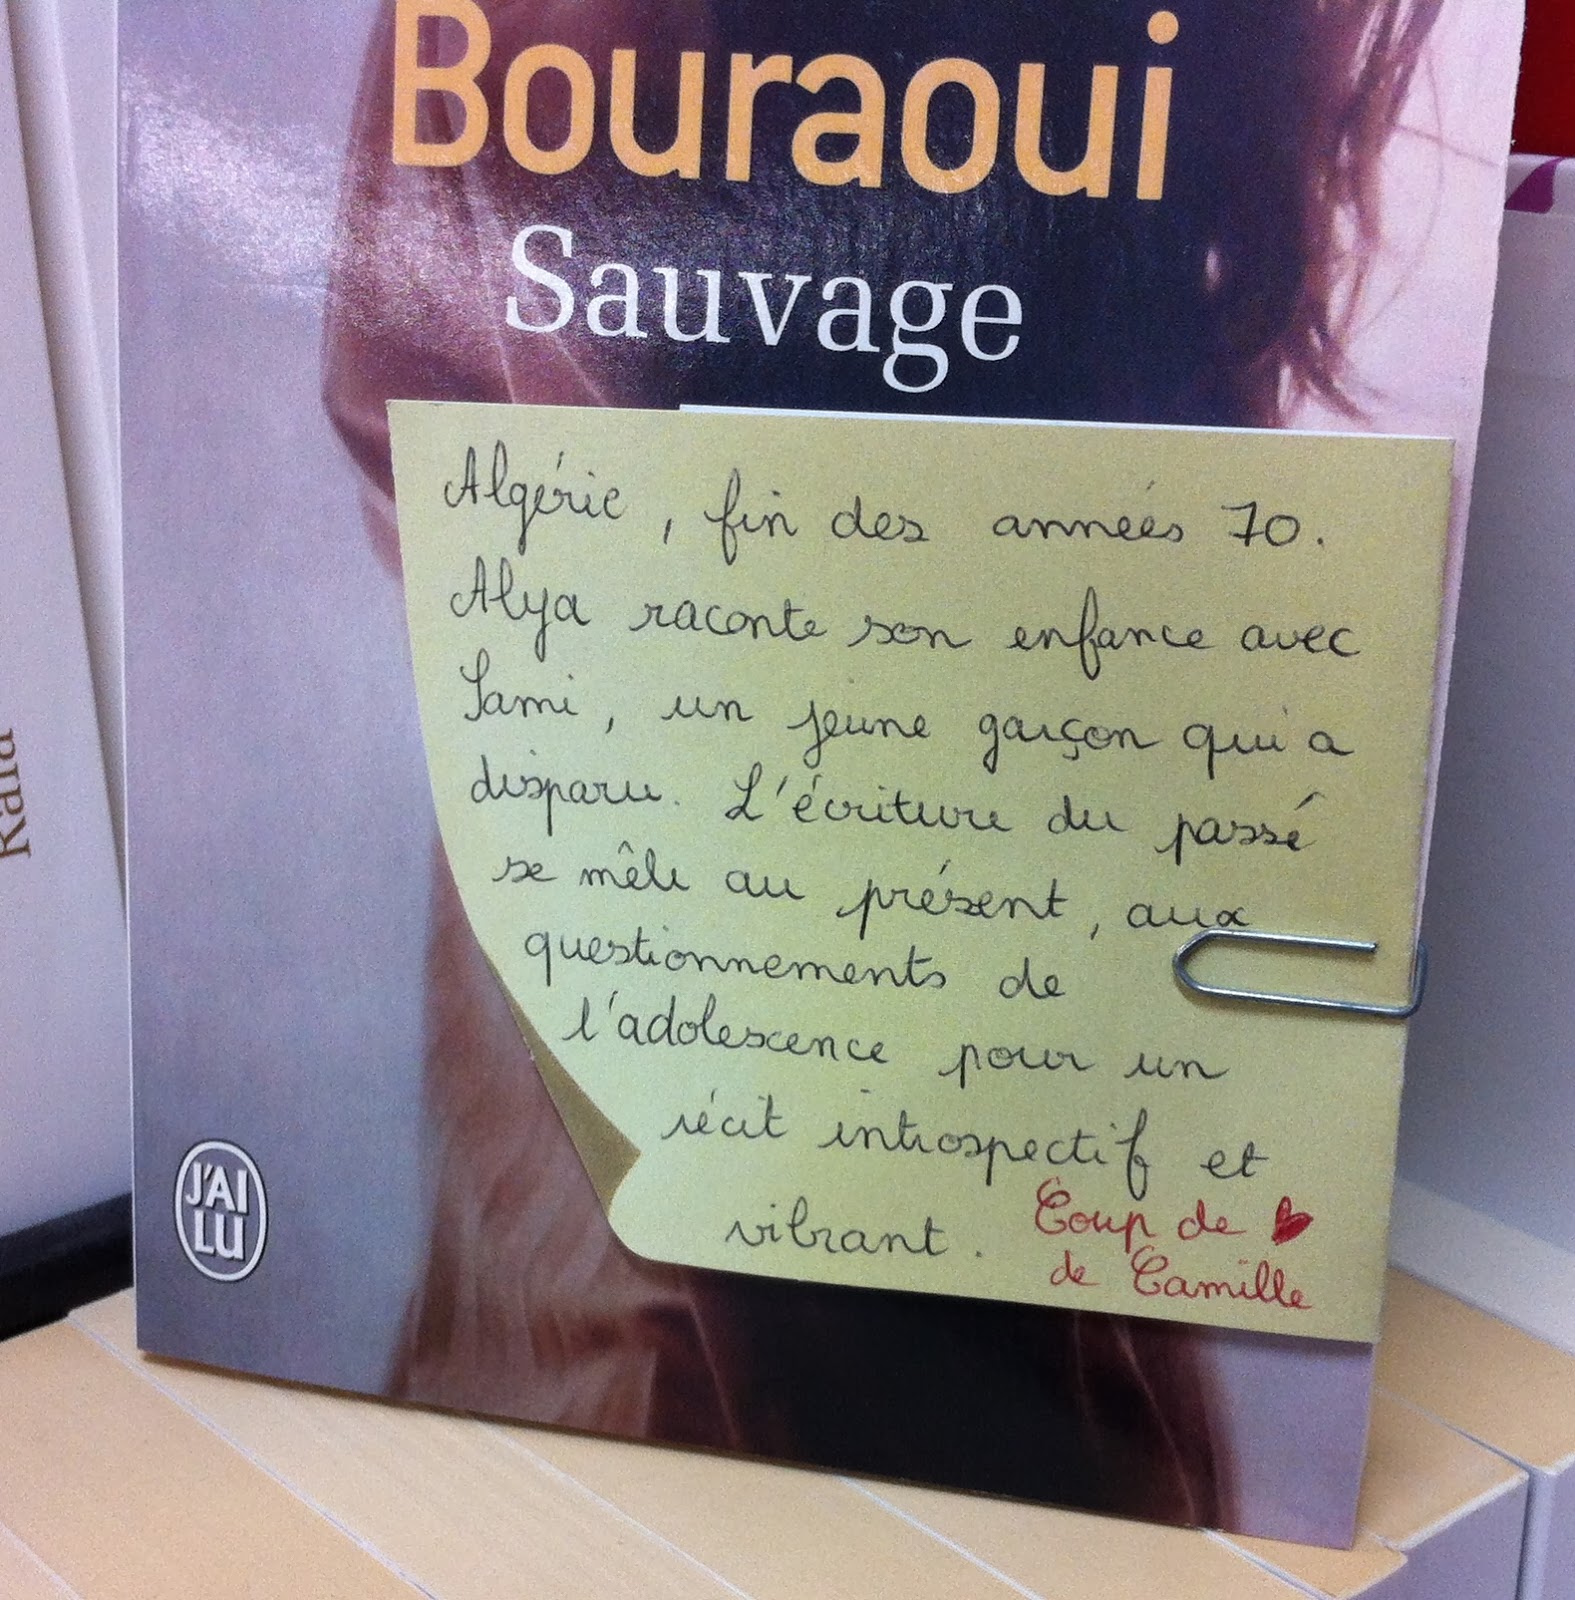 Bouraoui
Sauvage
Algérie, fin des années 70.
Alya raconte son enfance avec
Sami, un jeune garçon qui a
disparu. L'écriture du passé
se mêle au présent, aux
questionnements de
l'adolescence pour un
récit introspectif et
vibrant.
Coup de ♥
de Camille
J'AI
LU